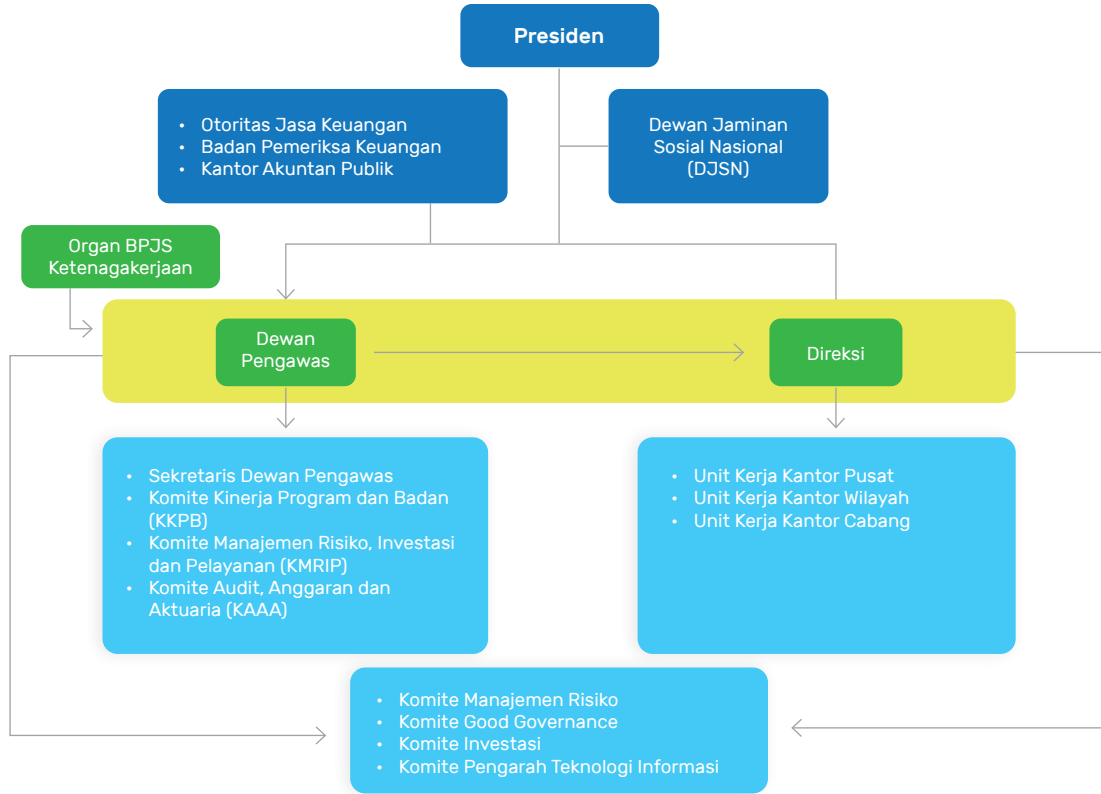 Presiden
• Otoritas Jasa Keuangan
• Badan Pemeriksa Keuangan
• Kantor Akuntan Publik
Dewan Jaminan
Sosial Nasional
(DJSN)
Organ BPJS
Ketenagakerjaan
Dewan
Pengawas
Direksi
• Sekretaris Dewan Pengawas
• Komite Kinerja Program dan Badan
(KKPB)
• Komite Manajemen Risiko, Investasi
dan Pelayanan (KMRIP)
• Komite Audit, Anggaran dan
Aktuaria (KAAA)
• Unit Kerja Kantor Pusat
• Unit Kerja Kantor Wilayah
• Unit Kerja Kantor Cabang
• Komite Manajemen Risiko
• Komite Good Governance
• Komite Investasi
• Komite Pengarah Teknologi Informasi